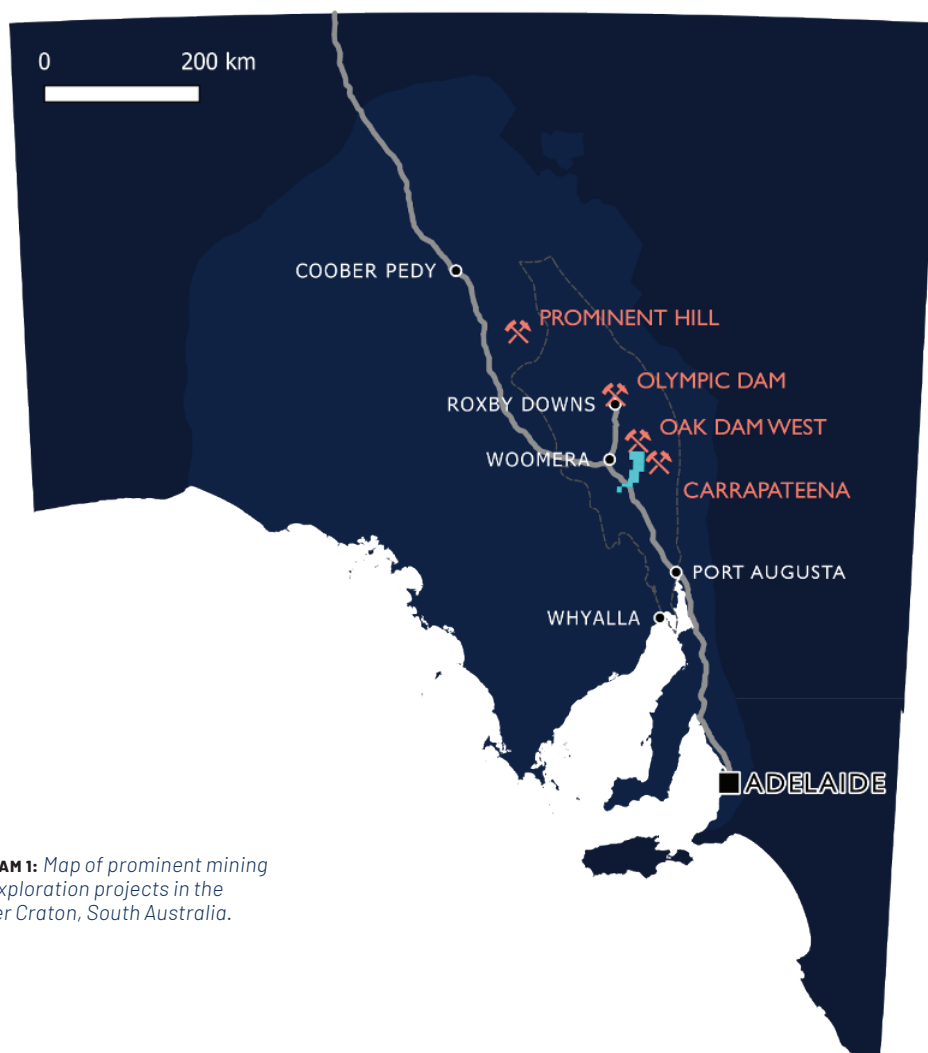 0 200 km
COOBER PEDY
PROMINENT HILL
OLYMPIC DAM
ROXBY DOWNS
OAK DAM WEST
WOOMERA
CARRAPATEENA
PORT AUGUSTA
WHYALLA
ADELAIDE
AM 1: Map of prominent mining
xploration projects in the
er Craton, South Australia.